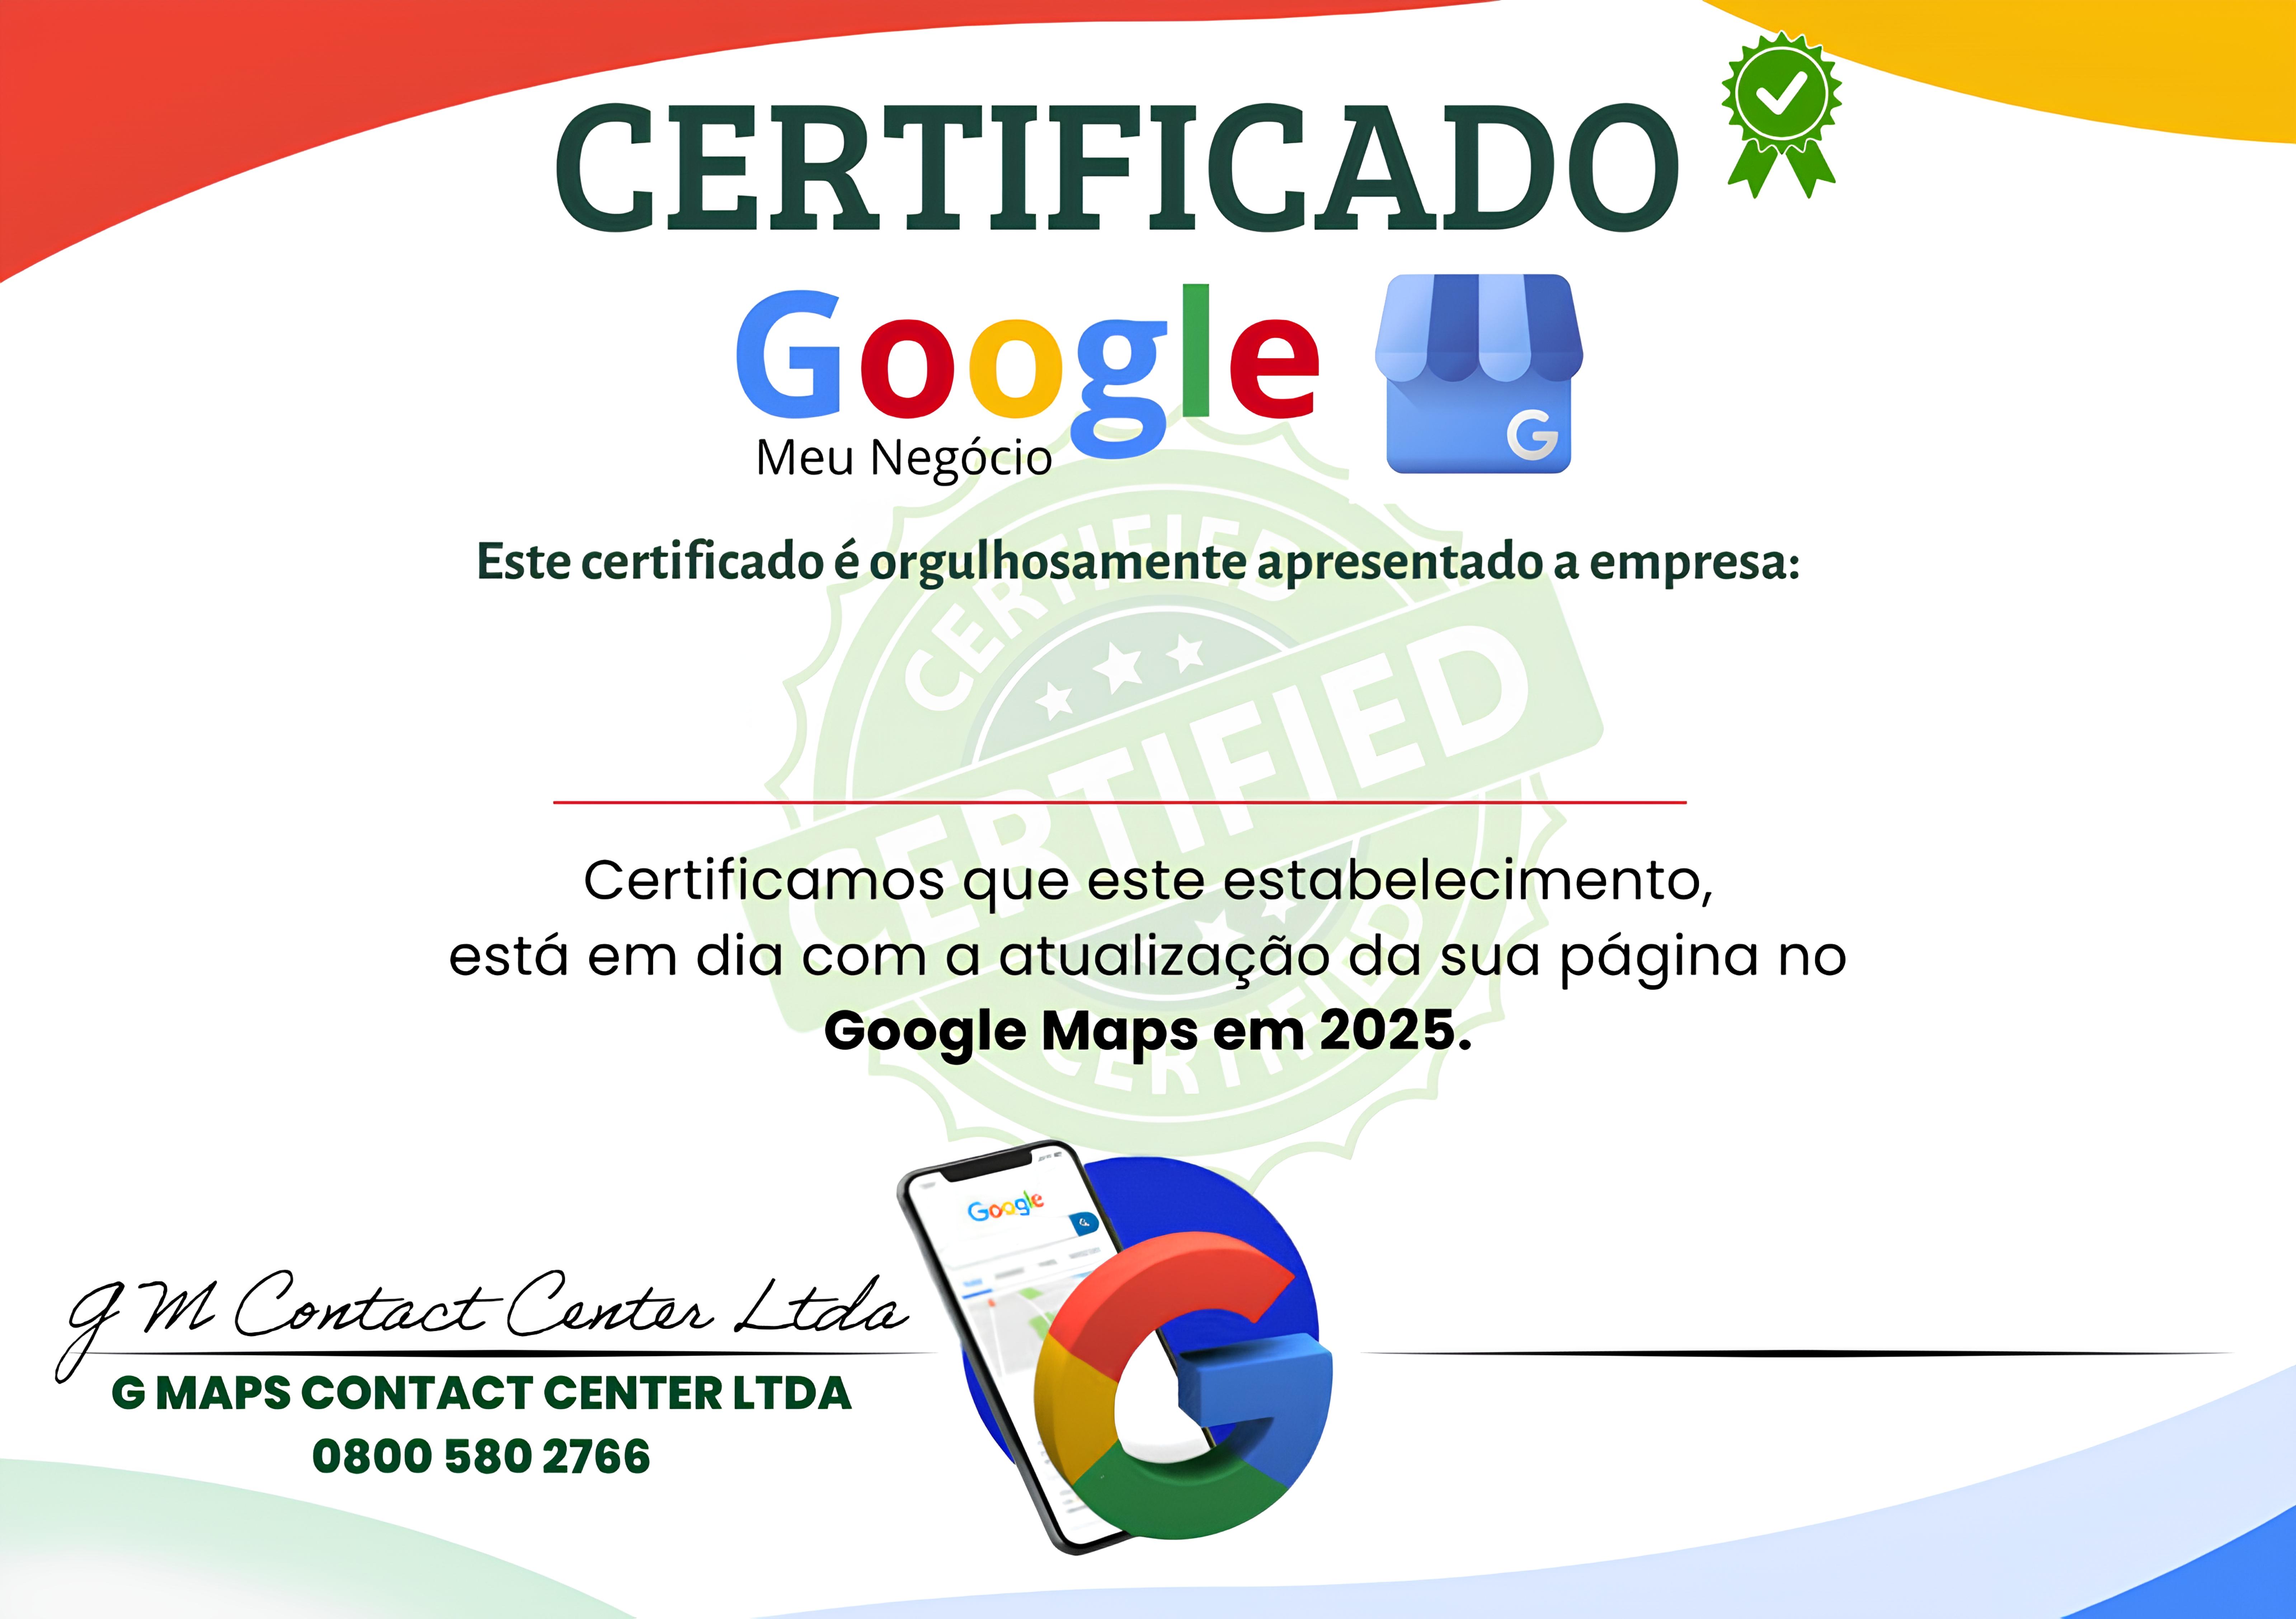 CERTIFICADO
Google
Meu Negócio
G
Este certificado é orgulhosamente apresentado a empresa:
CERTIFIED
CERTIFIED
Certificamos que este estabelecimento,
está em dia com a atualização da sua página no
Google Maps em 2025.
CERTIFIED
Google
G M Contact Center Ltda
G MAPS CONTACT CENTER LTDA
0800 580 2766
G